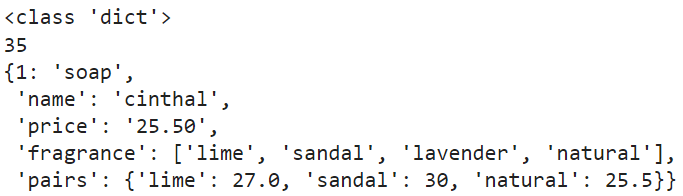 <class 'dict'>
35
{1: 'soap',
 'name': 'cinthal',
 'price': '25.50',
 'fragrance': ['lime', 'sandal', 'lavender', 'natural'],
 'pairs': {'lime': 27.0, 'sandal': 30, 'natural': 25.5}}